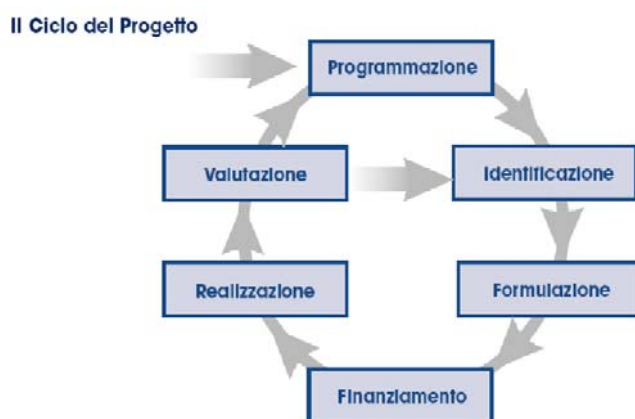 Il Ciclo del Progetto
Programmazione
Valutazione
Identificazione
Realizzazione
Formulazione
Finanziamento